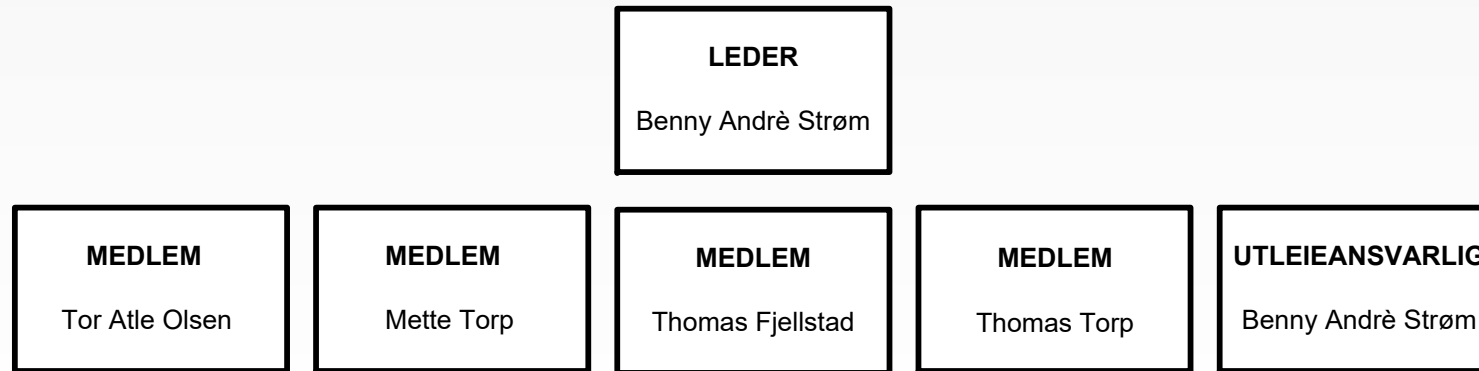 LEDER
Benny Andrè Strøm
MEDLEM
Tor Atle Olsen
MEDLEM
Mette Torp
MEDLEM
Thomas Fjellstad
MEDLEM
Thomas Torp
UTLEIEANSVARLIG
Benny Andrè Strøm